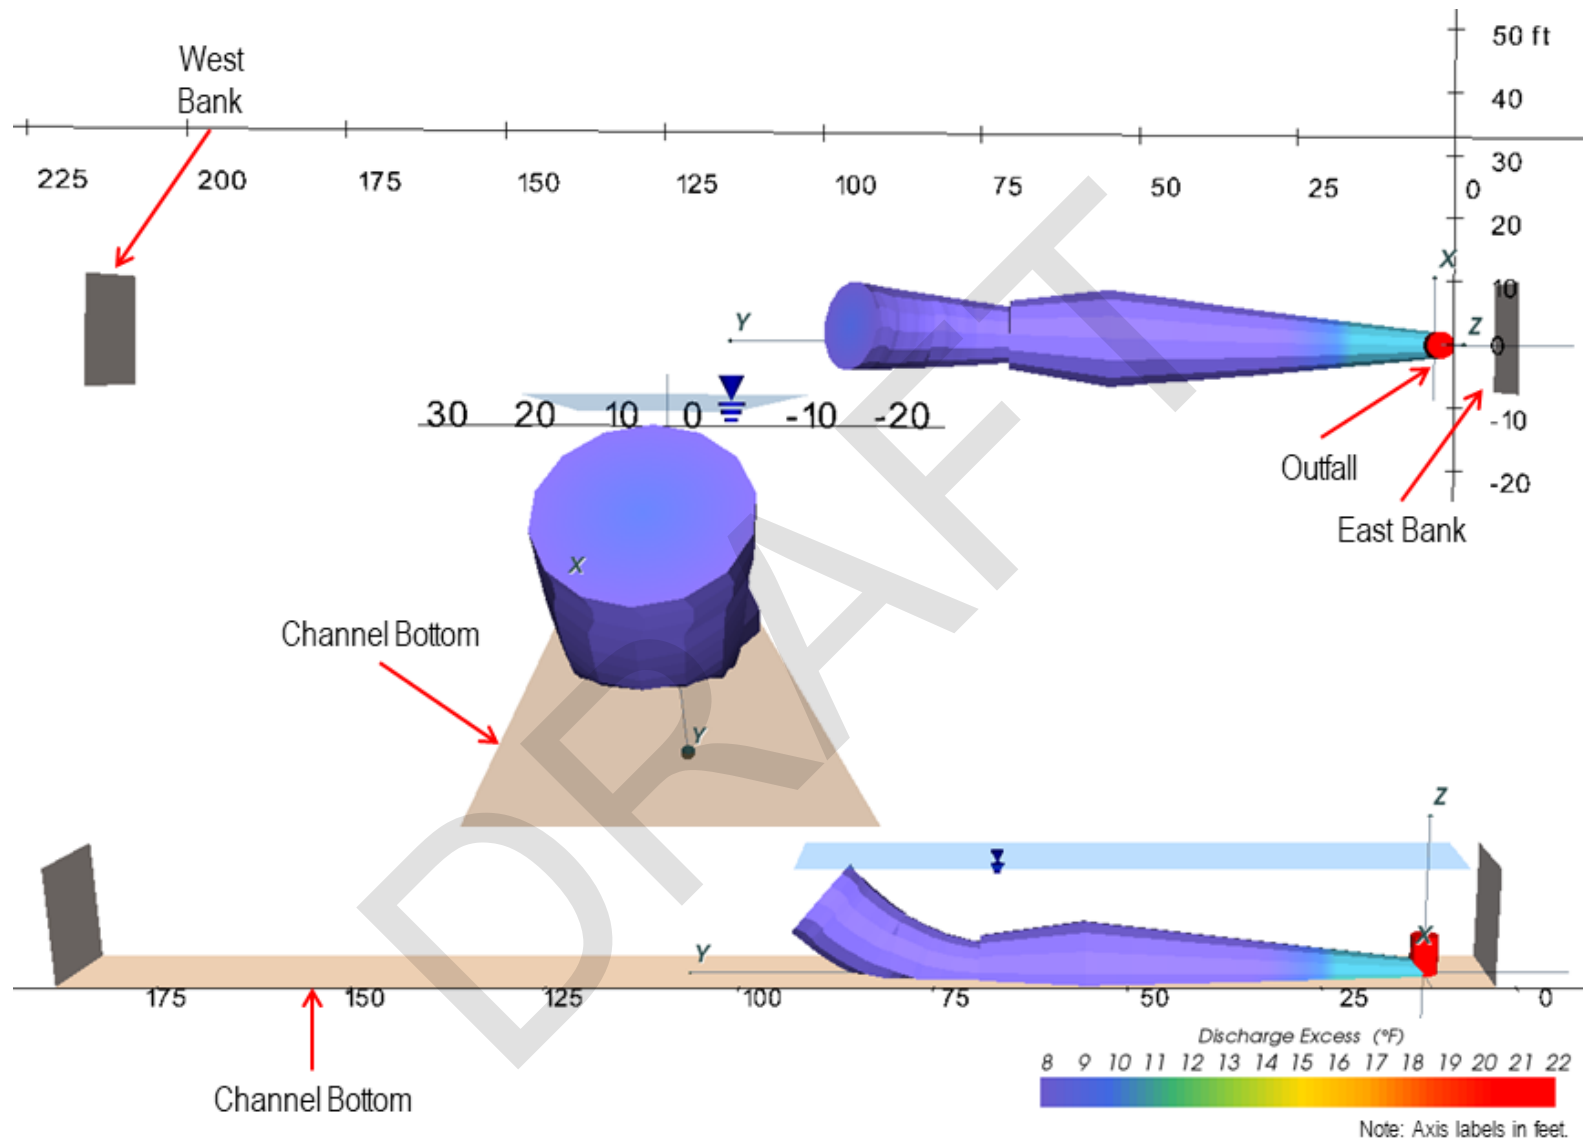 West
Bank
50 ft
40
30
225 200 175 150 125 100 75 50 25 0
20
X
10
Y
Z
0
-10
Outfall
-20
East Bank
30 20 10 0 -10 -20
X
Channel Bottom
Y
DRAFT
Z
X
Y
175 150 125 100 75 50 25 0
Channel Bottom
Discharge Excess (°F)
8 9 10 11 12 13 14 15 16 17 18 19 20 21 22
Note: Axis labels in feet.